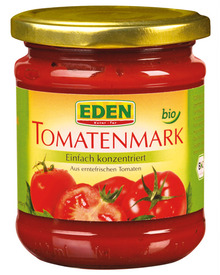 EDEN
bio
TOMATENMARK
Einfach konzentriert
Aus erntefrischen Tomaten